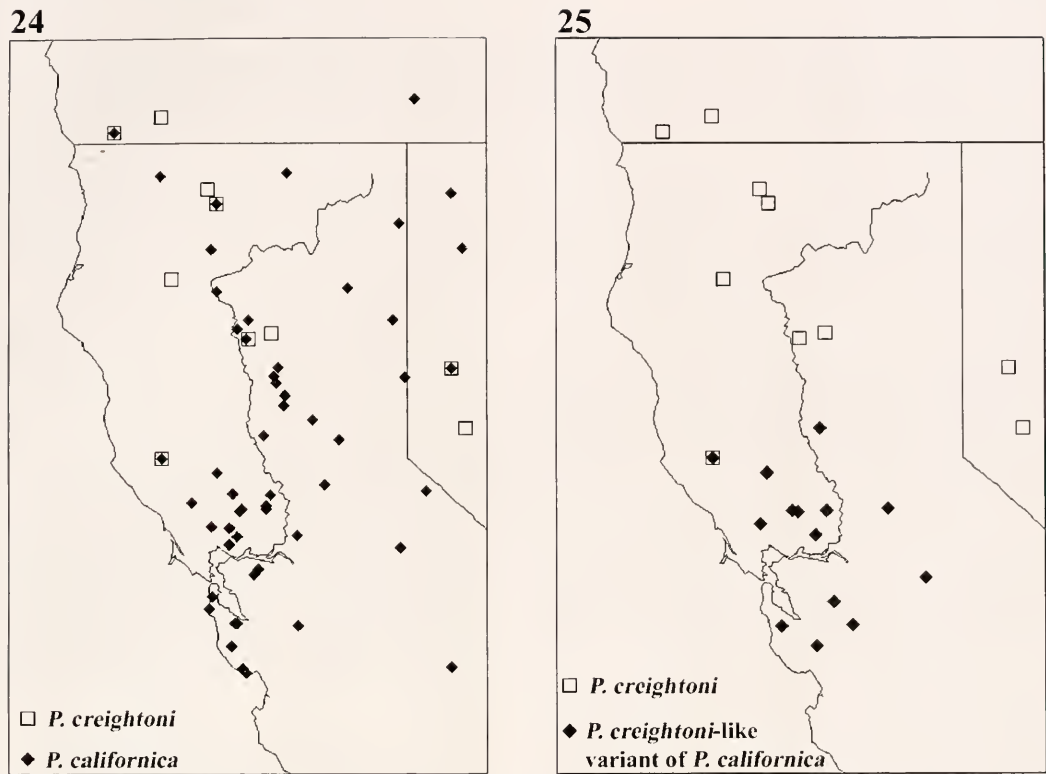 24
P. creightoni
P. californica
25
P. creightoni
P. creightoni-like
variant of P. californica